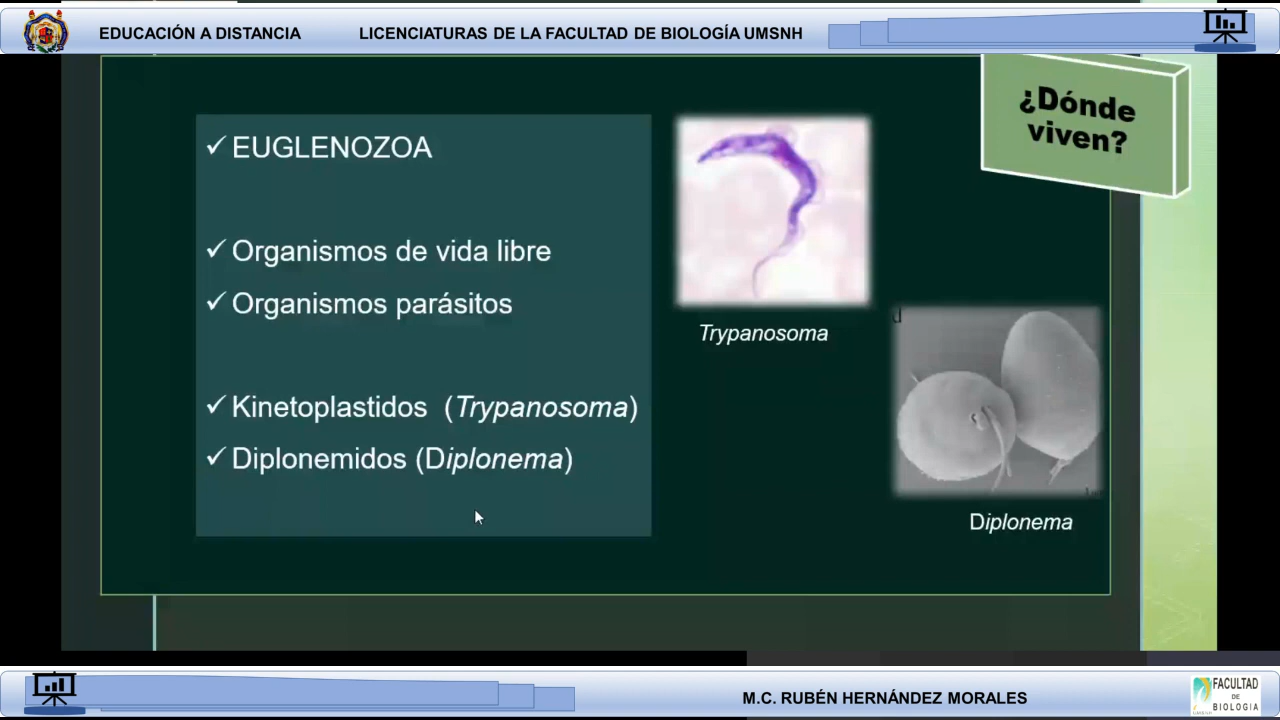 EDUCACIÓN A DISTANCIA
LICENCIATURAS DE LA FACULTAD DE BIOLOGÍA UMSNH
¿Dónde
viven?
✓ EUGLENOZOA
✓ Organismos de vida libre
✓ Organismos parásitos
✓ Kinetoplastidos (Trypanosoma)
✓ Diplonemidos (Diplonema)
Trypanosoma
d
Diplonema
M.C. RUBÉN HERNÁNDEZ MORALES
FACULTAD
DE
BIOLOGIA